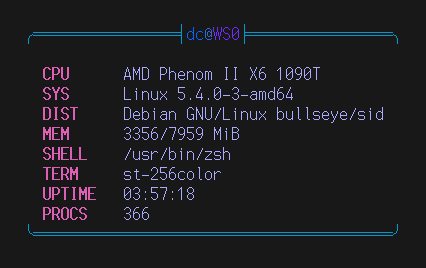 dc@WS0
CPU AMD Phenom II X6 1090T
SYS Linux 5.4.0-3-amd64
DIST Debian GNU/Linux bullseye/sid
MEM 3356/7959 MiB
SHELL /usr/bin/zsh
TERM st-256color
UPTIME 03:57:18
PROCS 366